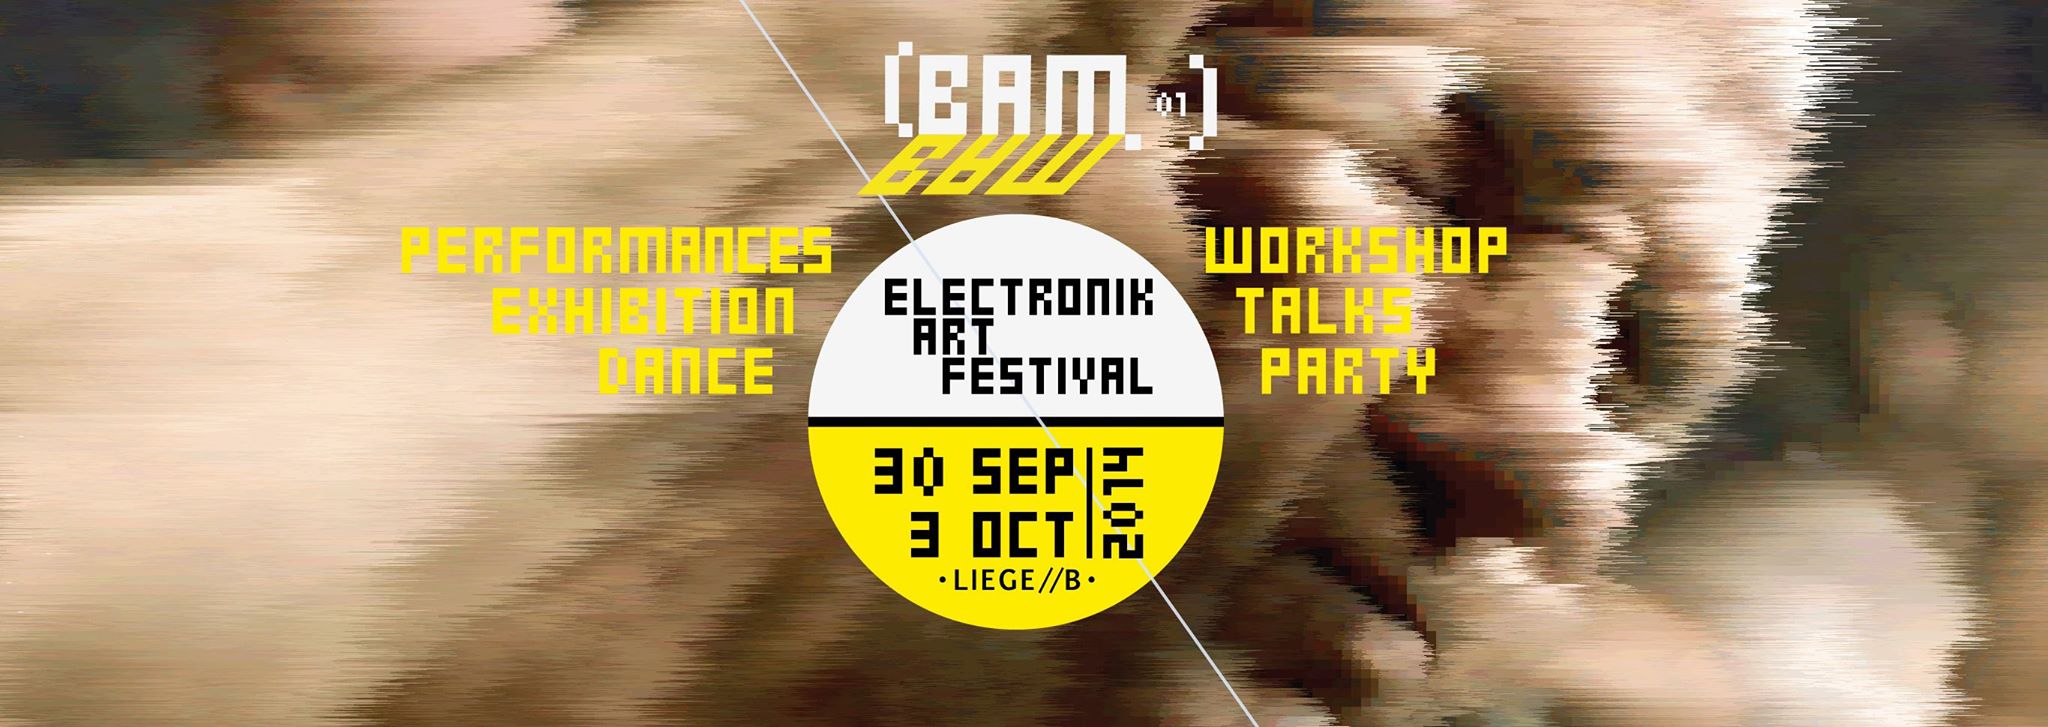 (BAM. 01)
BAM
PERFORMANCES
EXHIBITION
DANCE
ELECTRONIK
ART
FESTIVAL
30 SEP
3 OCT
2014
•LIEGE//B•
WORKSHOP
TALKS
PARTY